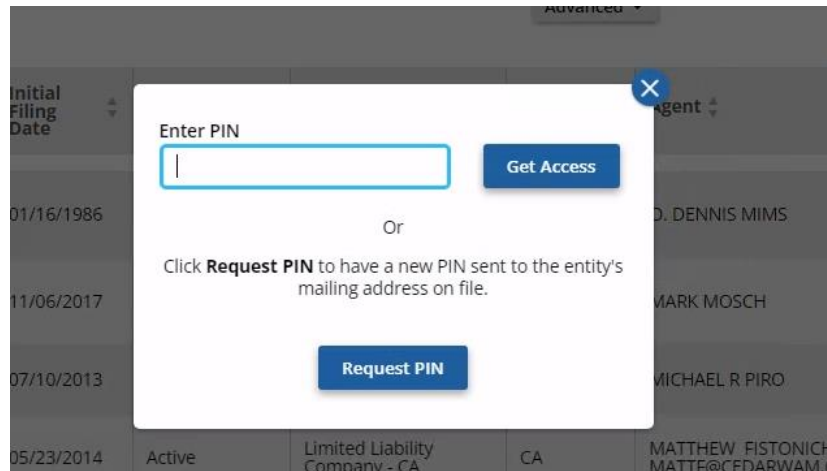 Advanced
Initial
Filing
Date
Agent
Enter PIN
Get Access
01/16/1986
D. DENNIS MIMS
Or
Click Request PIN to have a new PIN sent to the entity's
mailing address on file.
11/06/2017
MARK MOSCH
Request PIN
07/10/2013
MICHAEL R PIRO
05/23/2014 Active Limited Liability Company - CA CA MATTHEW FISTONICH
MATTF@CEDARWAM